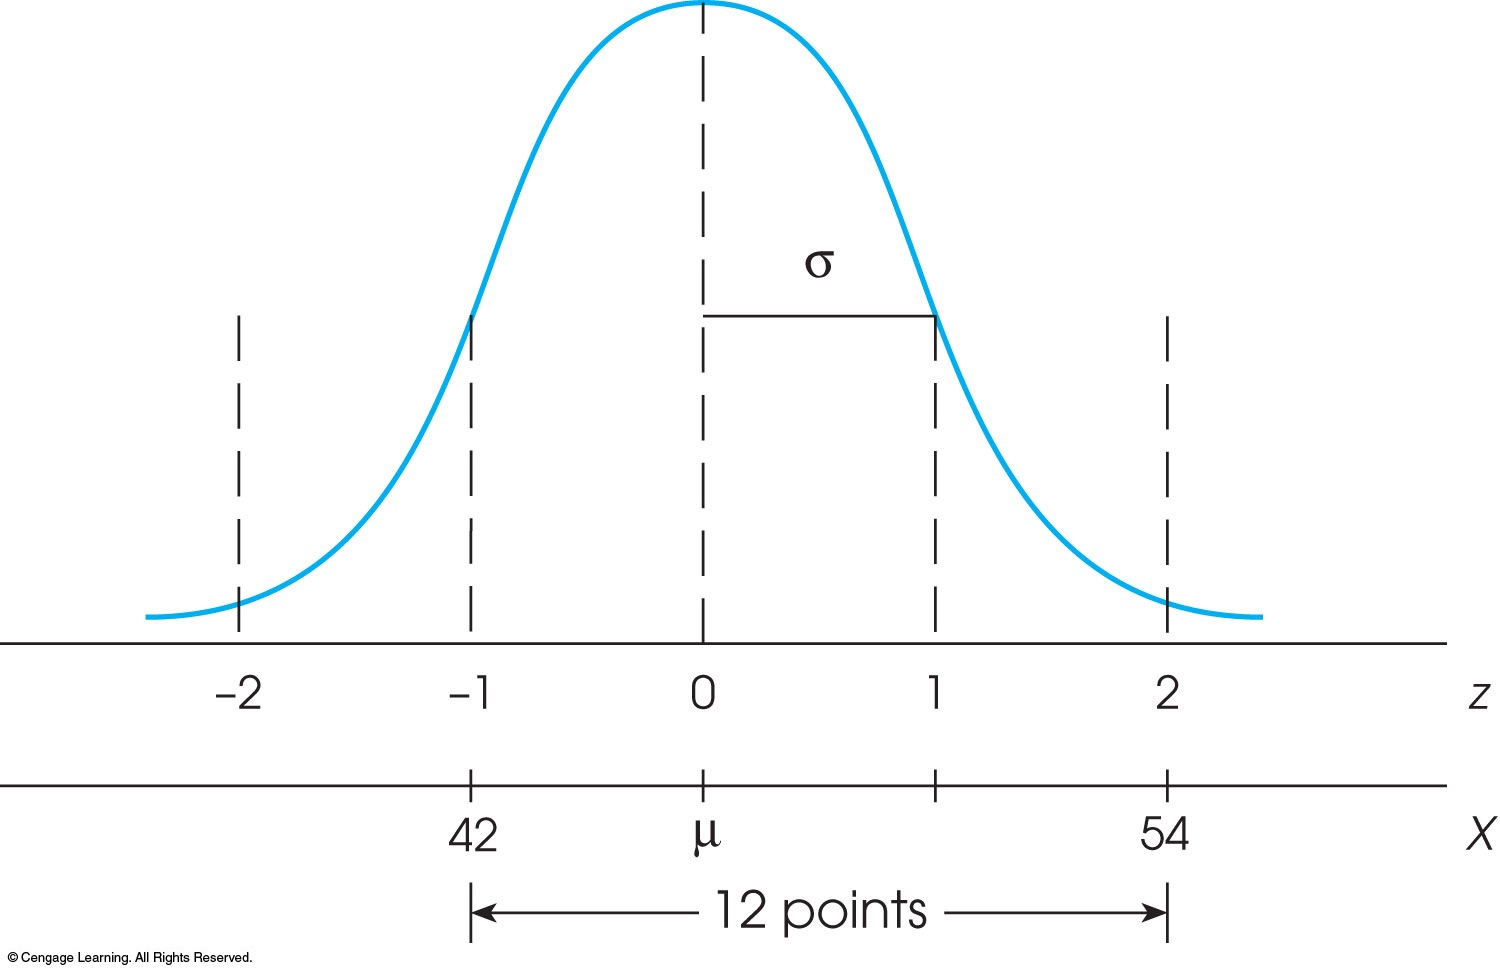 σ
–2 –1 0 1 2 z
42 μ 54 X
12 points
© Cengage Learning. All Rights Reserved.